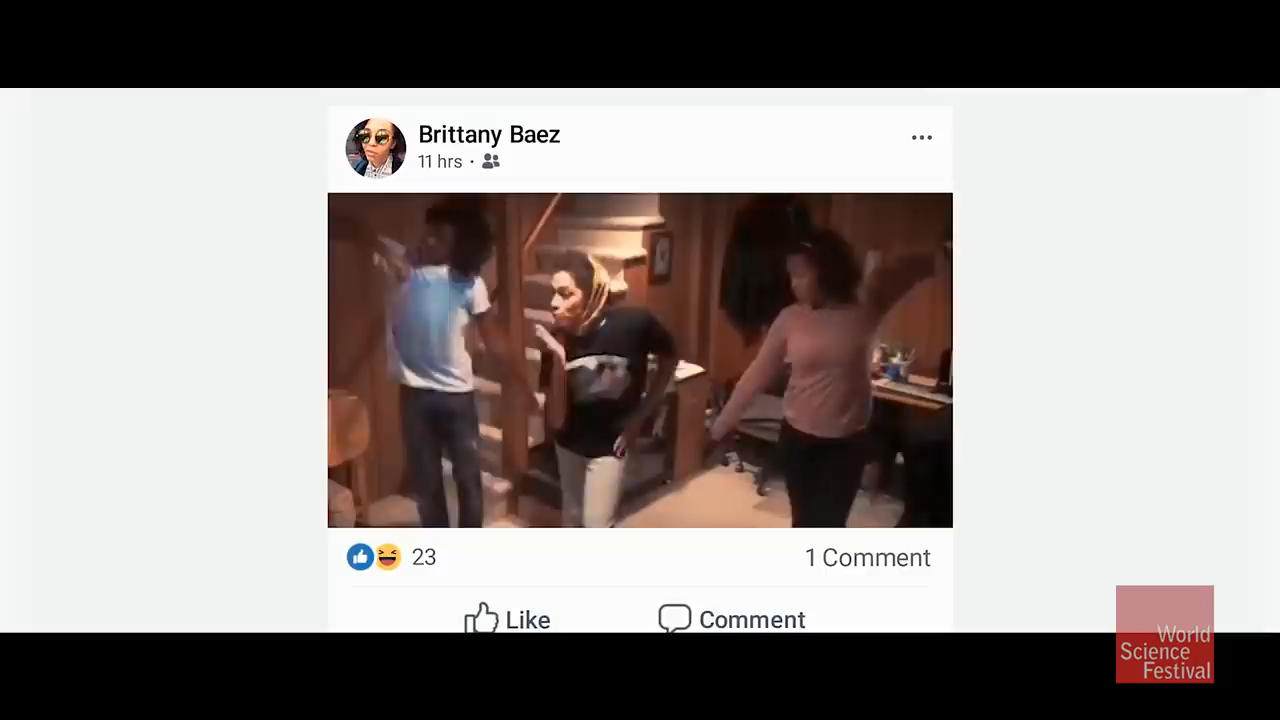 Brittany Baez
11 hrs ·
23
1 Comment
Like
Comment
World
Science
Festival